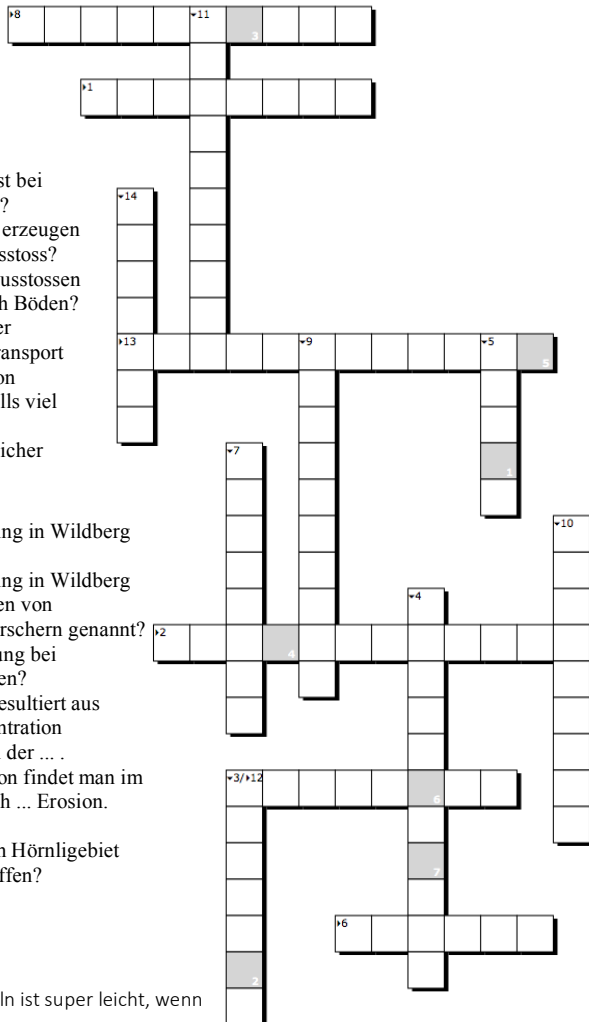 8
11
3
1
st bei
?
14
erzeugen
sstoss?
usstossen
h Böden?
er
13
9
5
5
ransport
on
lls viel
7
icher
1
ng in Wildberg
10
ng in Wildberg
en von
4
rschern genannt?
2
4
ung bei
en?
esultiert aus
ntration
n der ... .
3/12
6
on findet man im
h ... Erosion.
n Hörnligebiet
7
ffen?
6
2
ln ist super leicht, wenn